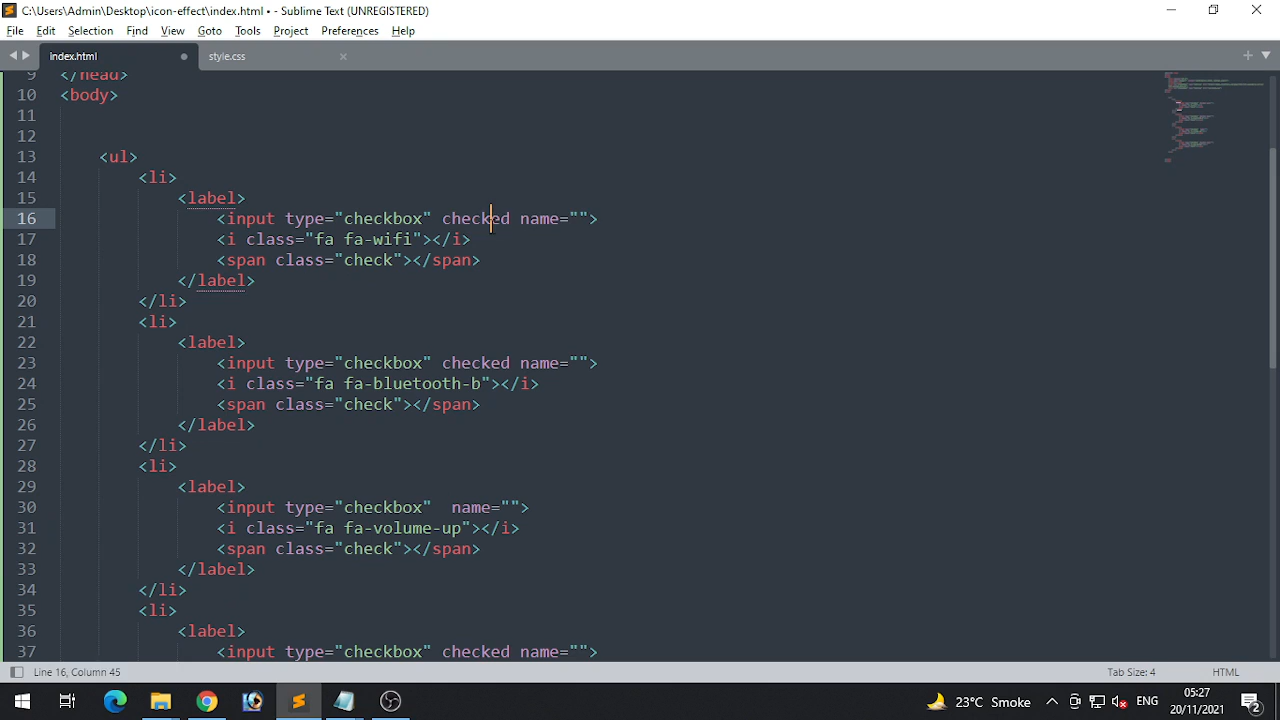 C:\Users\Admin\Desktop\icon-effect\index.html • - Sublime Text (UNREGISTERED)
File Edit Selection Find View Goto Tools Project Preferences Help
index.html style.css
9 </head>
10 <body>
11
12
13 <ul>
14 <li>
15 <label>
16 <input type="checkbox" checked name="">
17 <i class="fa fa-wifi"></i>
18 <span class="check"></span>
19 </label>
20 </li>
21 <li>
22 <label>
23 <input type="checkbox" checked name="">
24 <i class="fa fa-bluetooth-b"></i>
25 <span class="check"></span>
26 </label>
27 </li>
28 <li>
29 <label>
30 <input type="checkbox"  name="">
31 <i class="fa fa-volume-up"></i>
32 <span class="check"></span>
33 </label>
34 </li>
35 <li>
36 <label>
37 <input type="checkbox" checked name="">
Line 16, Column 45 Tab Size: 4 HTML
23°C Smoke ENG 05:27
20/11/2021 2